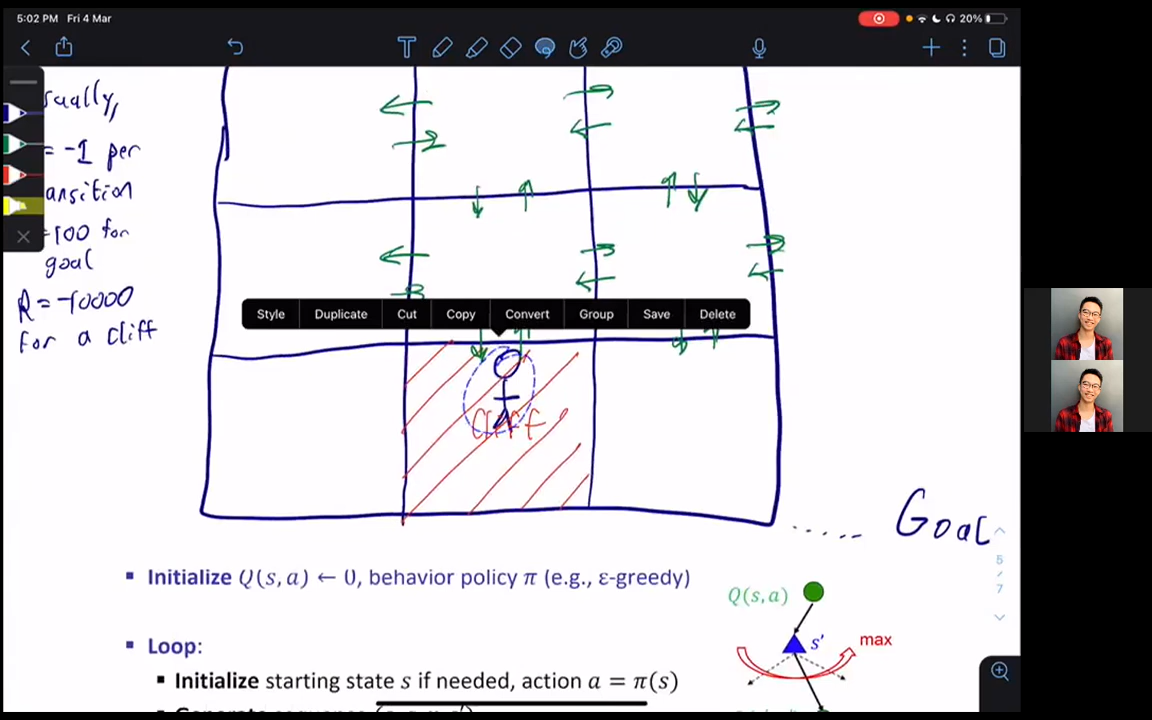 5:02 PM Fri 4 Mar
20%
sually,
= -1 per
ansition
-100 for
goal
R = -10000
for a cliff
Style Duplicate Cut Copy Convert Group Save Delete
cliff
Goal
5
/
7
▪ Initialize Q(s, a) ← 0, behavior policy π (e.g., ε-greedy)
Q(s, a)
s'
max
▪ Loop:
▪ Initialize starting state s if needed, action a = π(s)